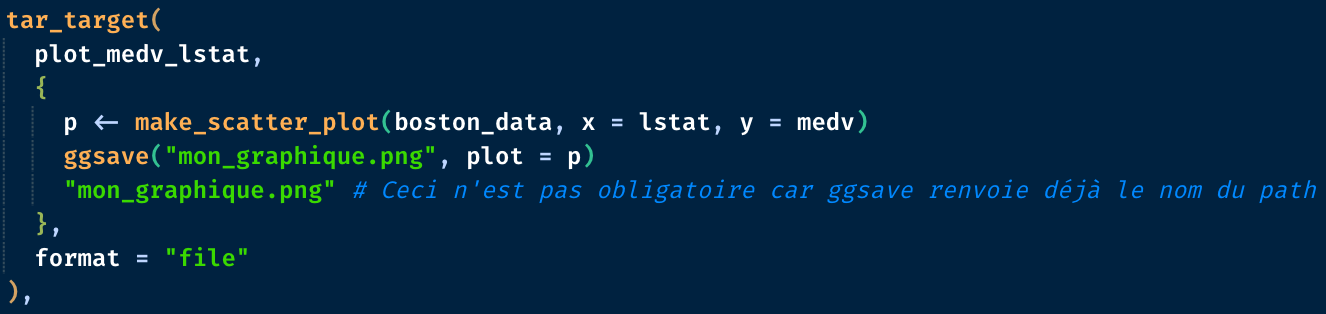 tar_target(
  plot_medv_lstat,
  {
    p <- make_scatter_plot(boston_data, x = lstat, y = medv)
    ggsave("mon_graphique.png", plot = p)
    "mon_graphique.png" # Ceci n'est pas obligatoire car ggsave renvoie déjà le nom du path
  },
  format = "file"
),